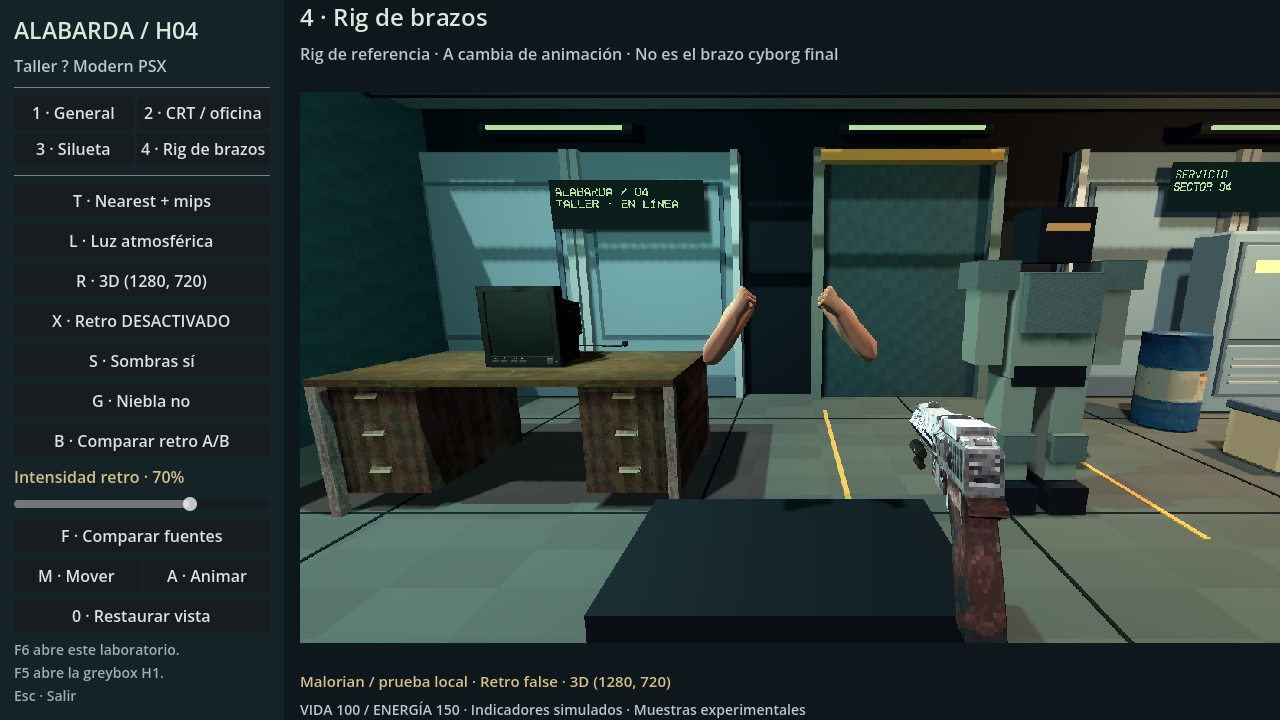 ALABARDA / H04
Taller ? Modern PSX
1 · General
2 · CRT / oficina
3 · Silueta
4 · Rig de brazos
T · Nearest + mips
L · Luz atmosférica
R · 3D (1280, 720)
X · Retro DESACTIVADO
S · Sombras sí
G · Niebla no
B · Comparar retro A/B
Intensidad retro · 70%
F · Comparar fuentes
M · Mover
A · Animar
0 · Restaurar vista
F6 abre este laboratorio.
F5 abre la greybox H1.
Esc · Salir
4 · Rig de brazos
Rig de referencia · A cambia de animación · No es el brazo cyborg final
ALABARDA / 04
TALLER · EN LÍNEA
SERVICIO
SECTOR 04
Malorian / prueba local · Retro false · 3D (1280, 720)
VIDA 100 / ENERGÍA 150 · Indicadores simulados · Muestras experimentales